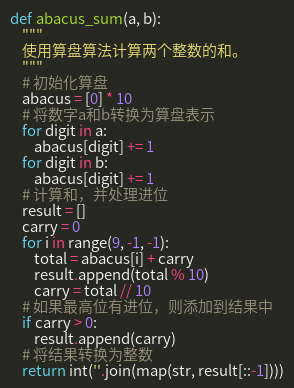 def abacus_sum(a, b):
    """
    使用算盘算法计算两个整数的和。
    """
    # 初始化算盘
    abacus = [0] * 10
    # 将数字a和b转换为算盘表示
    for digit in a:
        abacus[digit] += 1
    for digit in b:
        abacus[digit] += 1
    # 计算和，并处理进位
    result = []
    carry = 0
    for i in range(9, -1, -1):
        total = abacus[i] + carry
        result.append(total % 10)
        carry = total // 10
    # 如果最高位有进位，则添加到结果中
    if carry > 0:
        result.append(carry)
    # 将结果转换为整数
    return int(''.join(map(str, result[::-1])))